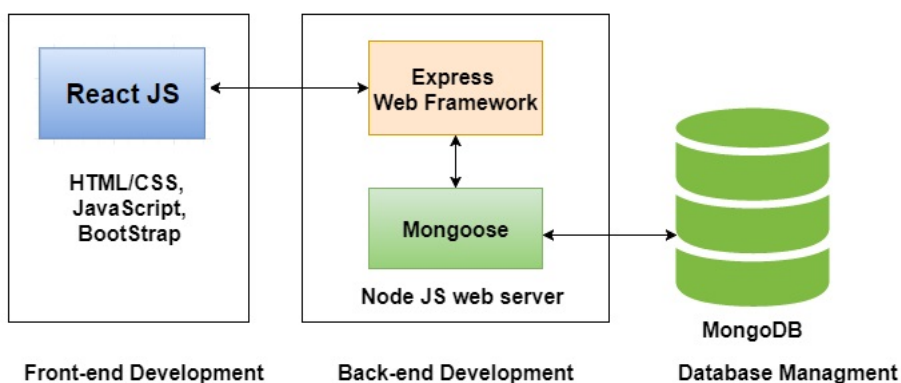 React JS
HTML/CSS,
JavaScript,
BootStrap
Express
Web Framework
Mongoose
Node JS web server
MongoDB
Front-end Development
Back-end Development
Database Managment